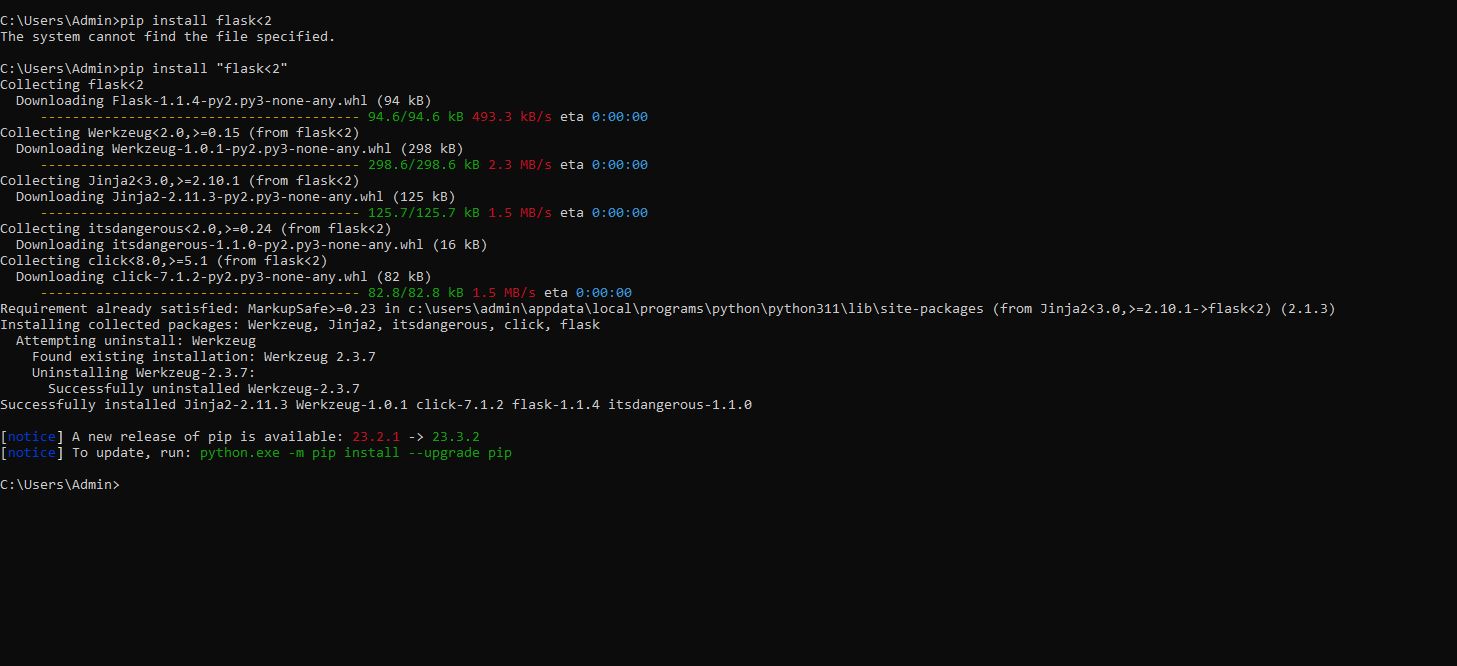 C:\Users\Admin>pip install flask<2
The system cannot find the file specified.
C:\Users\Admin>pip install "flask<2"
Collecting flask<2
Downloading Flask-1.1.4-py2.py3-none-any.whl (94 kB)
---------------------------------------- 94.6/94.6 kB 493.3 kB/s eta 0:00:00
Collecting Werkzeug<2.0,>=0.15 (from flask<2)
Downloading Werkzeug-1.0.1-py2.py3-none-any.whl (298 kB)
---------------------------------------- 298.6/298.6 kB 2.3 MB/s eta 0:00:00
Collecting Jinja2<3.0,>=2.10.1 (from flask<2)
Downloading Jinja2-2.11.3-py2.py3-none-any.whl (125 kB)
---------------------------------------- 125.7/125.7 kB 1.5 MB/s eta 0:00:00
Collecting itsdangerous<2.0,>=0.24 (from flask<2)
Downloading itsdangerous-1.1.0-py2.py3-none-any.whl (16 kB)
Collecting click<8.0,>=5.1 (from flask<2)
Downloading click-7.1.2-py2.py3-none-any.whl (82 kB)
---------------------------------------- 82.8/82.8 kB 1.5 MB/s eta 0:00:00
Requirement already satisfied: MarkupSafe>=0.23 in c:\users\admin\appdata\local\programs\python\python311\lib\site-packages (from Jinja2<3.0,>=2.10.1->flask<2) (2.1.3)
Installing collected packages: Werkzeug, Jinja2, itsdangerous, click, flask
Attempting uninstall: Werkzeug
Found existing installation: Werkzeug 2.3.7
Uninstalling Werkzeug-2.3.7:
Successfully uninstalled Werkzeug-2.3.7
Successfully installed Jinja2-2.11.3 Werkzeug-1.0.1 click-7.1.2 flask-1.1.4 itsdangerous-1.1.0
[notice] A new release of pip is available: 23.2.1 -> 23.3.2
[notice] To update, run: python.exe -m pip install --upgrade pip
C:\Users\Admin>